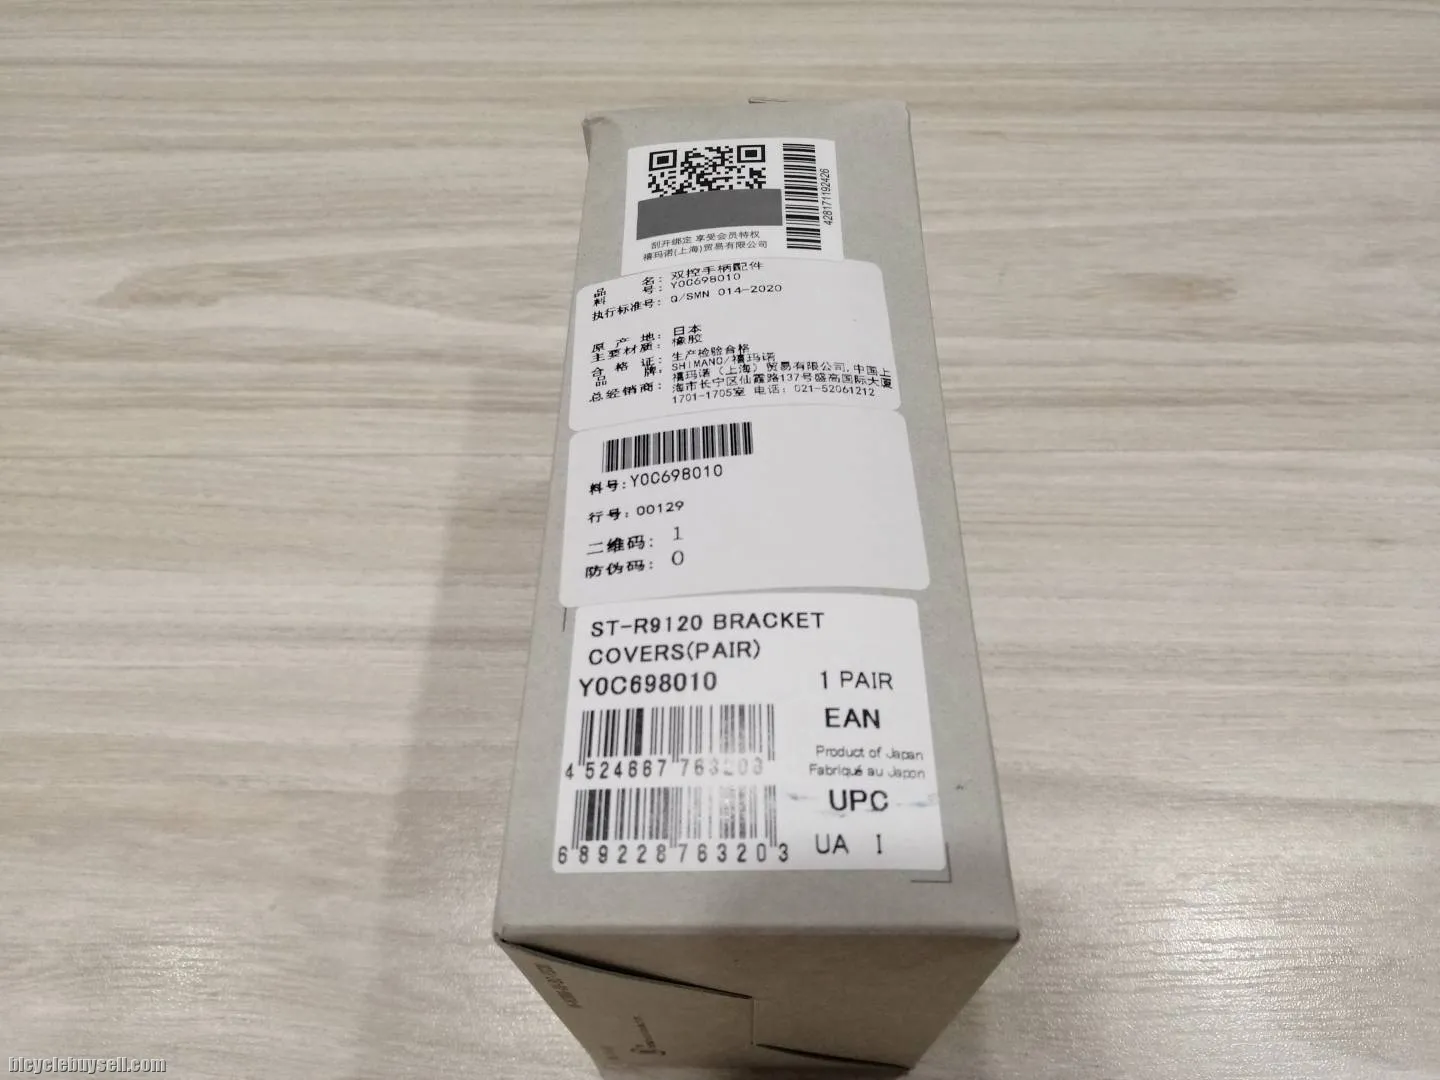 428171192426
刮开绑定 享受会员特权
禧玛诺(上海)贸易有限公司
品 名: 双控手柄配件
料 号: Y0C698010
执行标准号: Q/SMN 014-2020
原 产 地: 日本
主要材质: 橡胶
合 格 证: 生产检验合格
品 牌: SHIMANO/禧玛诺
总经销商: 禧玛诺(上海)贸易有限公司,中国上
海市长宁区仙霞路137号盛高国际大厦
1701-1705室 电话: 021-52061212
料号:Y0C698010
行号: 00129
二维码: 1
防伪码: 0
ST-R9120 BRACKET
COVERS(PAIR)
Y0C698010 1 PAIR
EAN
Product of Japan
4 524667 763203 Fabriqué au Japon
UPC
6 89228 76320 3 UA I
bicyclebuysell.com